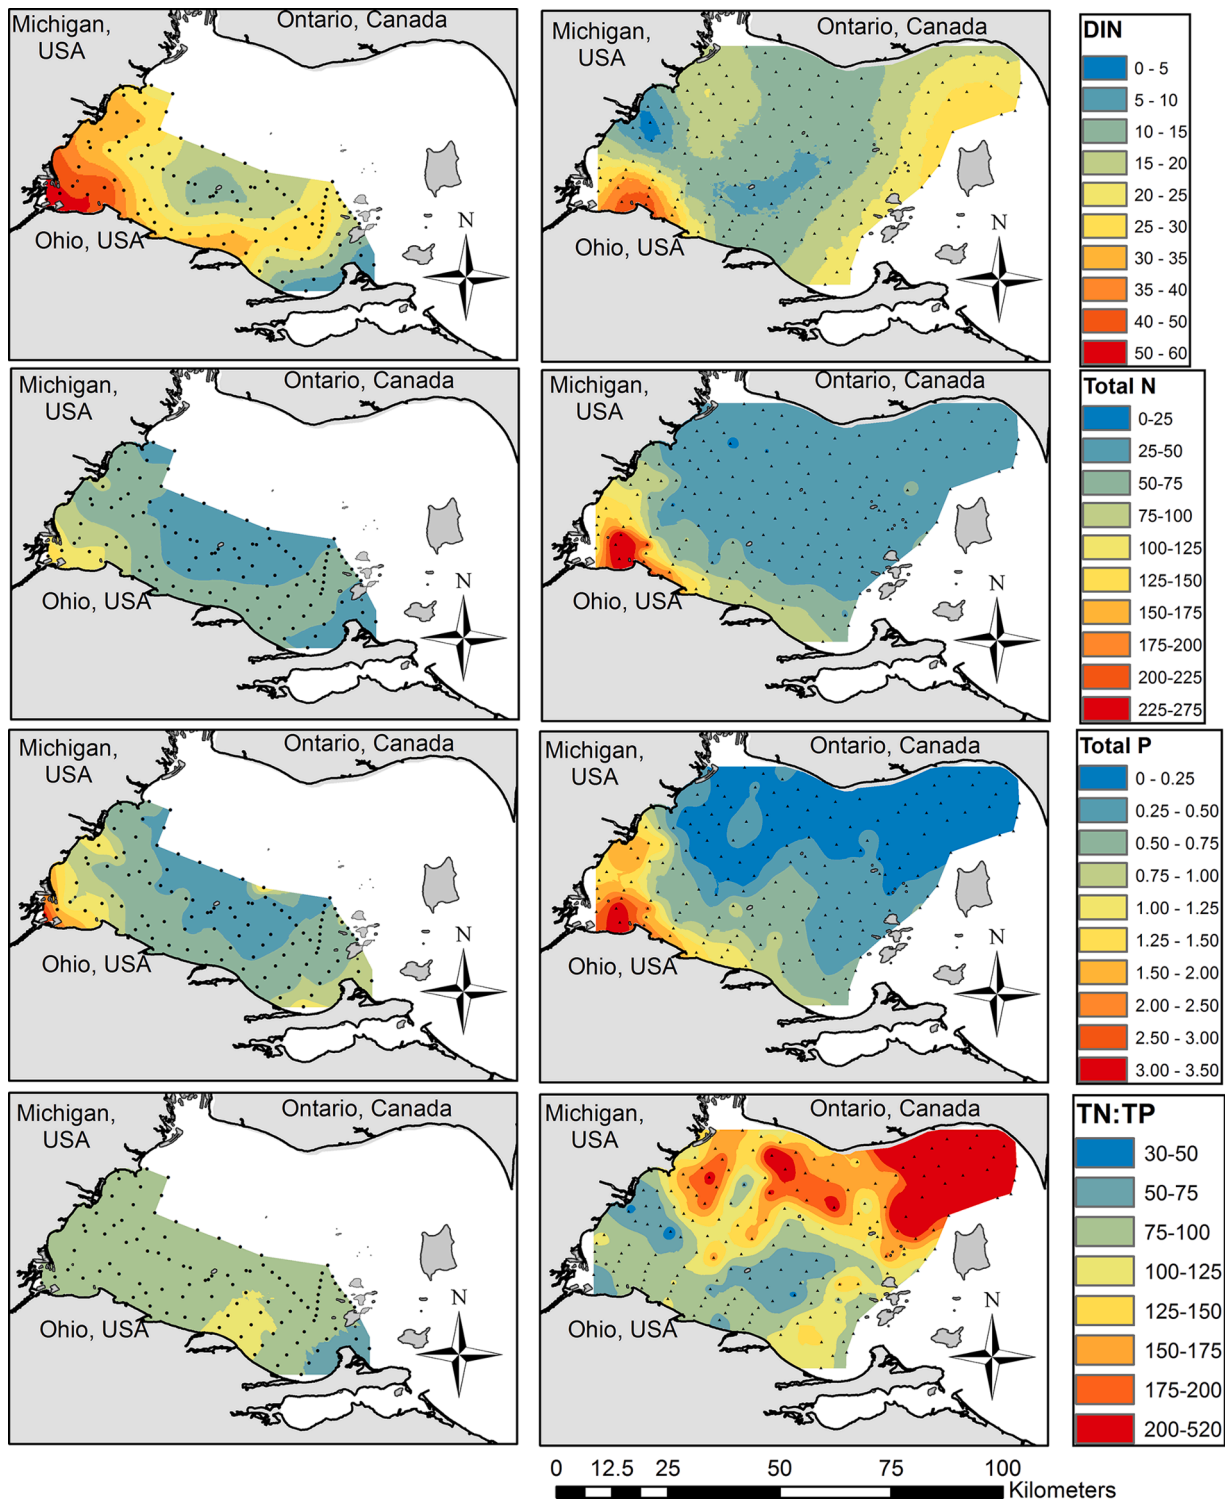 Michigan,
USA
Ontario, Canada
Ohio, USA
N
Michigan,
USA
Ontario, Canada
Ohio, USA
N
DIN
0 - 5
5 - 10
10 - 15
15 - 20
20 - 25
25 - 30
30 - 35
35 - 40
40 - 50
50 - 60
Michigan,
USA
Ontario, Canada
Ohio, USA
N
Michigan,
USA
Ontario, Canada
Ohio, USA
N
Total N
0-25
25-50
50-75
75-100
100-125
125-150
150-175
175-200
200-225
225-275
Michigan,
USA
Ontario, Canada
Ohio, USA
N
Michigan,
USA
Ontario, Canada
Ohio, USA
N
Total P
0 - 0.25
0.25 - 0.50
0.50 - 0.75
0.75 - 1.00
1.00 - 1.25
1.25 - 1.50
1.50 - 2.00
2.00 - 2.50
2.50 - 3.00
3.00 - 3.50
Michigan,
USA
Ontario, Canada
Ohio, USA
N
Michigan,
USA
Ontario, Canada
Ohio, USA
N
TN:TP
30-50
50-75
75-100
100-125
125-150
150-175
175-200
200-520
0 12.5 25 50 75 100
Kilometers